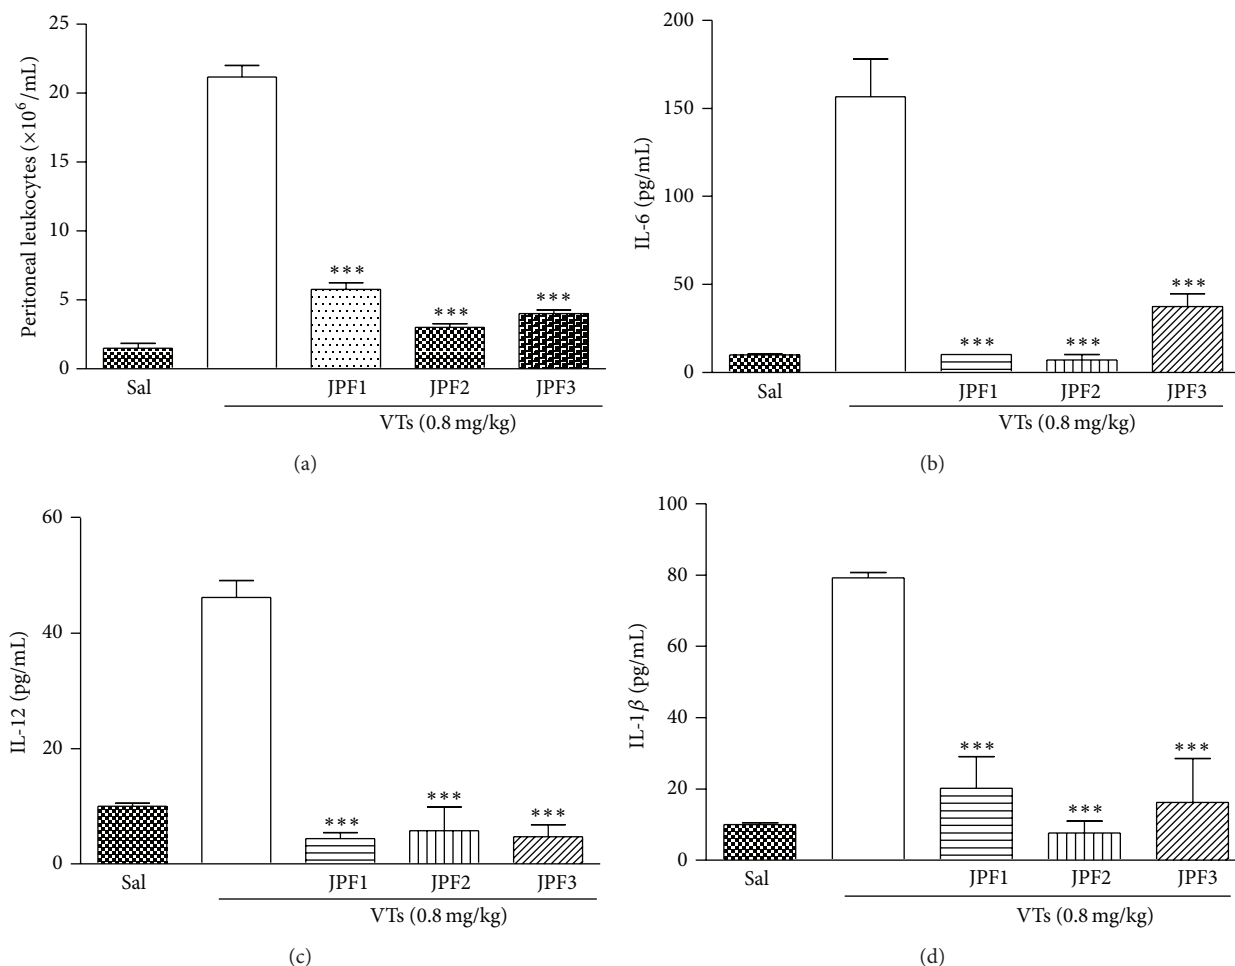 25
20
15
10
5
0
Peritoneal leukocytes (×10⁶/mL)
***
***
***
Sal
JPF1
JPF2
JPF3
VTs (0.8 mg/kg)
(a)
200
150
100
50
0
IL-6 (pg/mL)
***
***
***
Sal
JPF1
JPF2
JPF3
VTs (0.8 mg/kg)
(b)
60
40
20
0
IL-12 (pg/mL)
***
***
***
Sal
JPF1
JPF2
JPF3
VTs (0.8 mg/kg)
(c)
100
80
60
40
20
0
IL-1β (pg/mL)
***
***
***
Sal
JPF1
JPF2
JPF3
VTs (0.8 mg/kg)
(d)